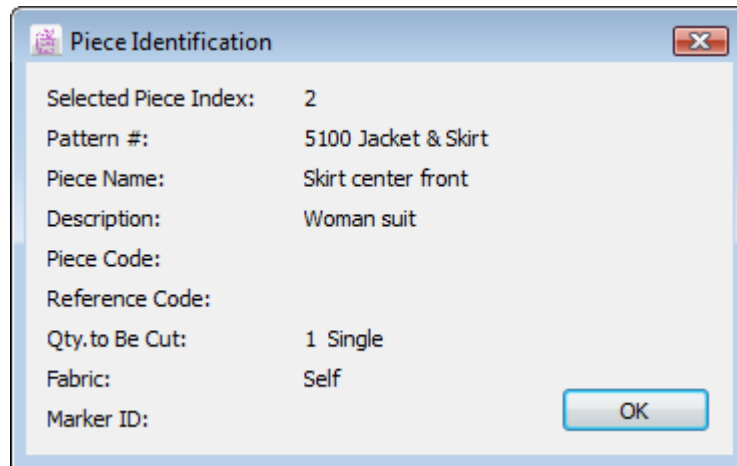 Piece Identification
Selected Piece Index: 2
Pattern #: 5100 Jacket & Skirt
Piece Name: Skirt center front
Description: Woman suit
Piece Code:
Reference Code:
Qty.to Be Cut: 1 Single
Fabric: Self
Marker ID:
OK